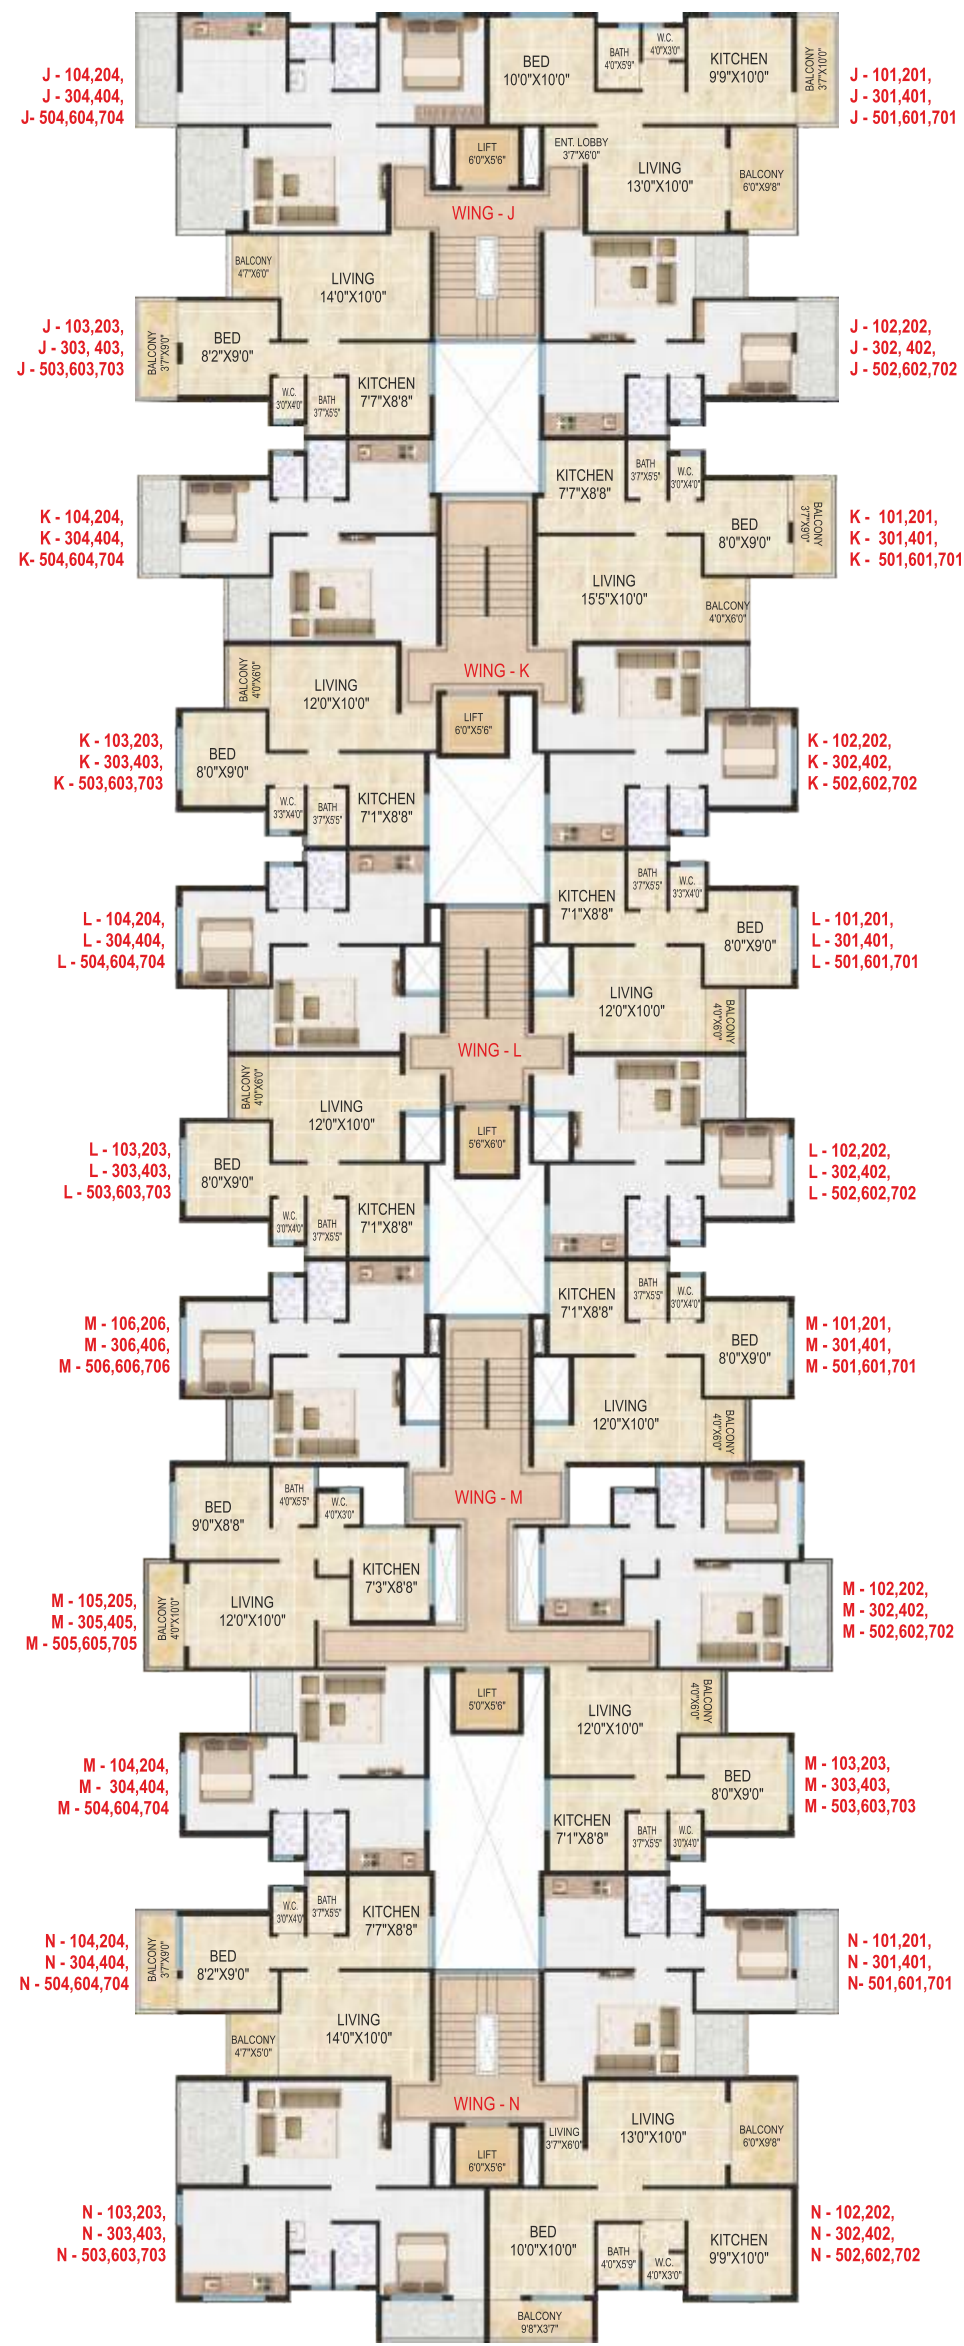 J - 104,204,
J - 304,404,
J- 504,604,704
BED
10'0"X10'0"
BATH
4'0"X5'9"
W.C.
4'0"X3'0"
KITCHEN
9'9"X10'0"
BALCONY
3'7"X10'0"
J - 101,201,
J - 301,401,
J - 501,601,701
LIFT
6'0"X5'6"
ENT. LOBBY
3'7"X6'0"
LIVING
13'0"X10'0"
BALCONY
6'0"X9'8"
WING - J
BALCONY
4'7"X6'0"
LIVING
14'0"X10'0"
J - 103,203,
J - 303, 403,
J - 503,603,703
BALCONY
3'7"X9'0"
BED
8'2"X9'0"
W.C.
3'0"X4'0"
BATH
3'7"X5'5"
KITCHEN
7'7"X8'8"
J - 102,202,
J - 302, 402,
J - 502,602,702
K - 104,204,
K - 304,404,
K- 504,604,704
KITCHEN
7'7"X8'8"
BATH
3'7"X5'5"
W.C.
3'0"X4'0"
BED
8'0"X9'0"
BALCONY
3'7"X9'0"
K - 101,201,
K - 301,401,
K - 501,601,701
LIVING
15'5"X10'0"
BALCONY
4'0"X6'0"
WING - K
BALCONY
4'0"X6'0"
LIVING
12'0"X10'0"
LIFT
6'0"X5'6"
K - 103,203,
K - 303,403,
K - 503,603,703
BED
8'0"X9'0"
W.C.
3'3"X4'0"
BATH
3'7"X5'5"
KITCHEN
7'1"X8'8"
K - 102,202,
K - 302,402,
K - 502,602,702
L - 104,204,
L - 304,404,
L - 504,604,704
KITCHEN
7'1"X8'8"
BATH
3'7"X5'5"
W.C.
3'3"X4'0"
BED
8'0"X9'0"
L - 101,201,
L - 301,401,
L - 501,601,701
LIVING
12'0"X10'0"
BALCONY
4'0"X6'0"
WING - L
BALCONY
4'0"X6'0"
LIVING
12'0"X10'0"
LIFT
5'6"X6'0"
L - 103,203,
L - 303,403,
L - 503,603,703
BED
8'0"X9'0"
W.C.
3'0"X4'0"
BATH
3'7"X5'5"
KITCHEN
7'1"X8'8"
L - 102,202,
L - 302,402,
L - 502,602,702
M - 106,206,
M - 306,406,
M - 506,606,706
KITCHEN
7'1"X8'8"
BATH
3'7"X5'5"
W.C.
3'0"X4'0"
BED
8'0"X9'0"
M - 101,201,
M - 301,401,
M - 501,601,701
LIVING
12'0"X10'0"
BALCONY
4'0"X6'0"
WING - M
BED
9'0"X8'8"
BATH
4'0"X5'5"
W.C.
4'0"X3'0"
KITCHEN
7'3"X8'8"
M - 105,205,
M - 305,405,
M - 505,605,705
BALCONY
4'0"X10'0"
LIVING
12'0"X10'0"
M - 102,202,
M - 302,402,
M - 502,602,702
LIFT
5'0"X5'6"
LIVING
12'0"X10'0"
BALCONY
4'0"X6'0"
M - 104,204,
M - 304,404,
M - 504,604,704
BED
8'0"X9'0"
M - 103,203,
M - 303,403,
M - 503,603,703
KITCHEN
7'1"X8'8"
BATH
3'7"X5'5"
W.C.
3'0"X4'0"
N - 104,204,
N - 304,404,
N - 504,604,704
BALCONY
3'7"X9'0"
BED
8'2"X9'0"
W.C.
3'0"X4'0"
BATH
3'7"X5'5"
KITCHEN
7'7"X8'8"
N - 101,201,
N - 301,401,
N- 501,601,701
BALCONY
4'7"X5'0"
LIVING
14'0"X10'0"
WING - N
LIFT
6'0"X5'6"
LIVING
3'7"X6'0"
LIVING
13'0"X10'0"
BALCONY
6'0"X9'8"
N - 103,203,
N - 303,403,
N - 503,603,703
BED
10'0"X10'0"
BATH
4'0"X5'9"
W.C.
4'0"X3'0"
KITCHEN
9'9"X10'0"
N - 102,202,
N - 302,402,
N - 502,602,702
BALCONY
9'8"X3'7"